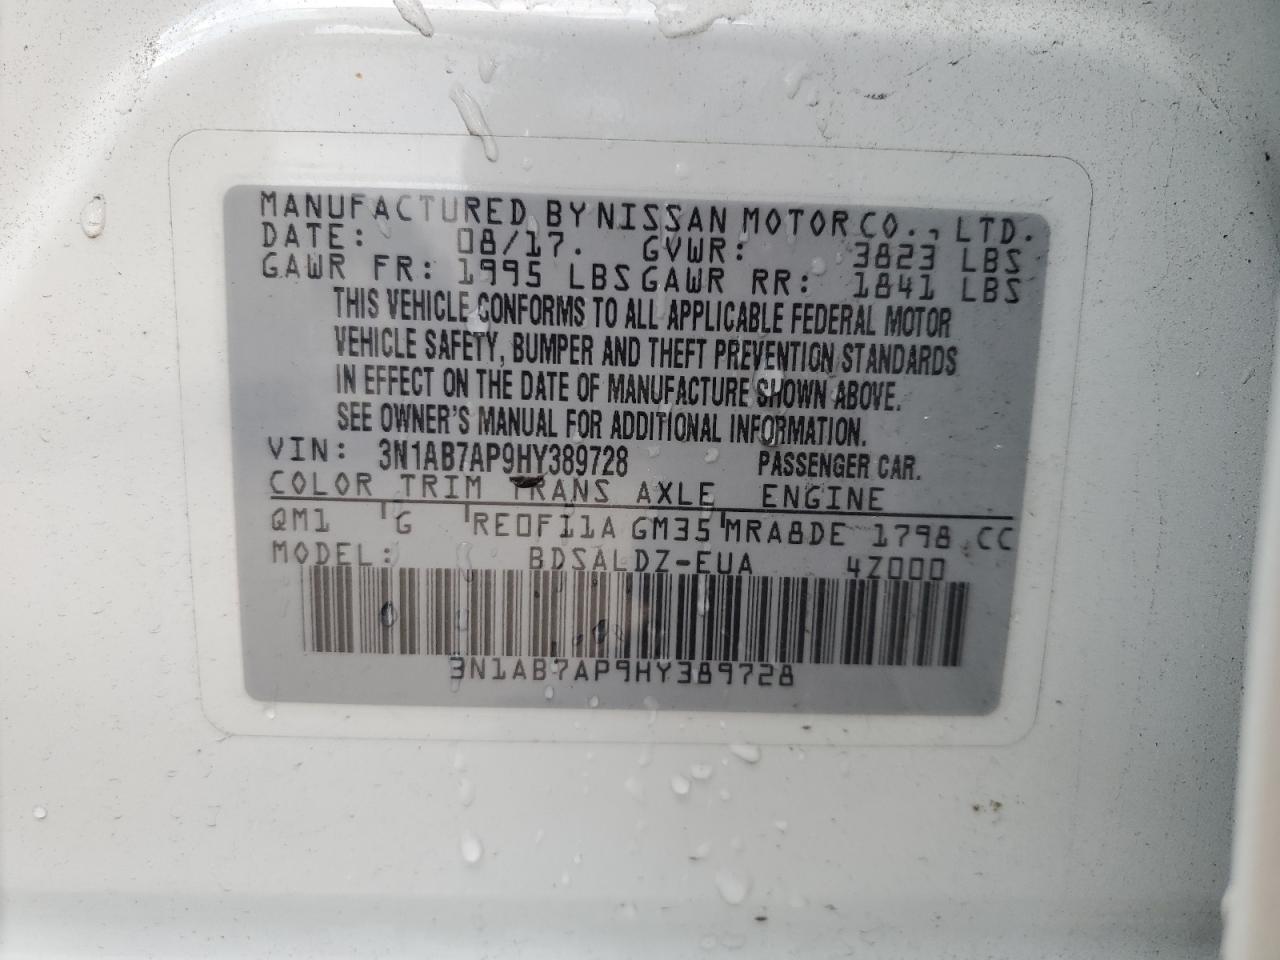 MANUFACTURED BY NISSAN MOTOR CO., LTD.
DATE: 08/17. GVWR: 3823 LBS
GAWR FR: 1995 LBS GAWR RR: 1841 LBS
THIS VEHICLE CONFORMS TO ALL APPLICABLE FEDERAL MOTOR
VEHICLE SAFETY, BUMPER AND THEFT PREVENTION STANDARDS
IN EFFECT ON THE DATE OF MANUFACTURE SHOWN ABOVE.
SEE OWNER'S MANUAL FOR ADDITIONAL INFORMATION.
VIN: 3N1AB7AP9HY389728 PASSENGER CAR.
COLOR TRIM TRANS AXLE ENGINE
QM1 G RE0F11A GM35 MRA8DE 1798 CC
MODEL: BDSALDZ-EUA 4Z000
3N1AB7AP9HY389728